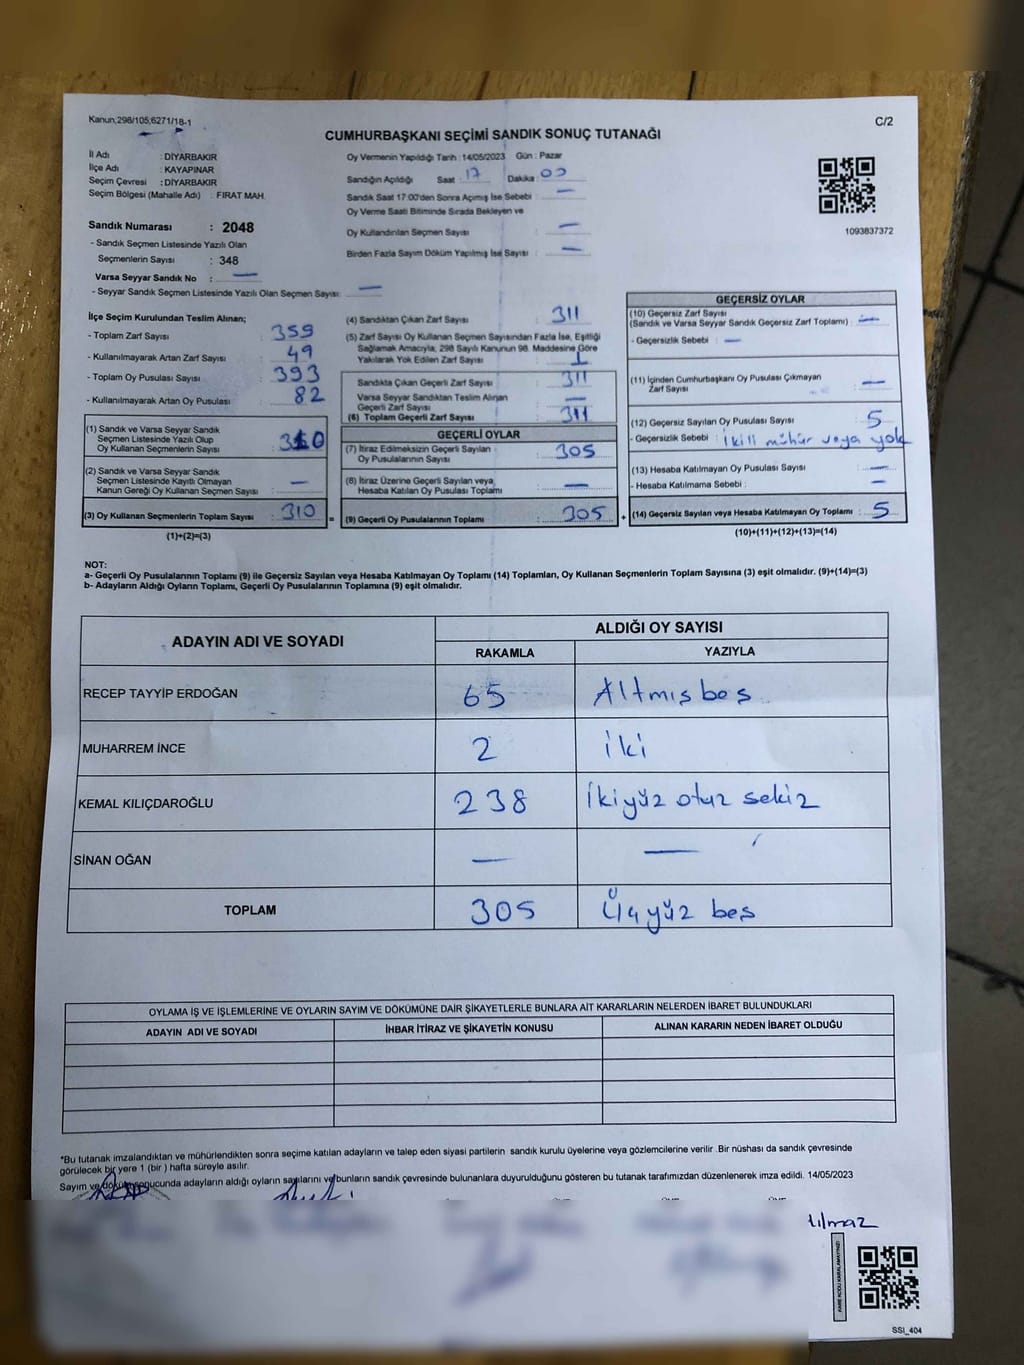 Kanun,298/105,6271/18-1
C/2
CUMHURBAŞKANI SEÇİMİ SANDIK SONUÇ TUTANAĞI
İl Adı : DİYARBAKIR
İlçe Adı : KAYAPINAR
Seçim Çevresi : DİYARBAKIR
Seçim Bölgesi (Mahalle Adı) : FIRAT MAH.
Sandık Numarası : 2048
- Sandık Seçmen Listesinde Yazılı Olan
Seçmenlerin Sayısı : 348
Varsa Seyyar Sandık No : —
- Seyyar Sandık Seçmen Listesinde Yazılı Olan Seçmen Sayısı: —
Oy Vermenin Yapıldığı Tarih : 14/05/2023 Gün : Pazar
Sandığın Açıldığı Saat : 17 Dakika : 00
Sandık Saat 17:00'den Sonra Açımış İse Sebebi : —
Oy Verme Saati Bitiminde Sırada Bekleyen ve
Oy Kullandırılan Seçmen Sayısı : —
Birden Fazla Sayım Döküm Yapılmış İse Sayısı : —
1093837372
İlçe Seçim Kurulundan Teslim Alınan;
- Toplam Zarf Sayısı : 359
- Kullanılmayarak Artan Zarf Sayısı : 49
- Toplam Oy Pusulası Sayısı : 393
- Kullanılmayarak Artan Oy Pusulası : 82
(1) Sandık ve Varsa Seyyar Sandık
Seçmen Listesinde Yazılı Olup
Oy Kullanan Seçmenlerin Sayısı : 310
(2) Sandık ve Varsa Seyyar Sandık
Seçmen Listesinde Kayıtlı Olmayan
Kanun Gereği Oy Kullanan Seçmen Sayısı : —
(3) Oy Kullanan Seçmenlerin Toplam Sayısı : 310 =
(1)+(2)=(3)
(4) Sandıktan Çıkan Zarf Sayısı : 311
(5) Zarf Sayısı Oy Kullanan Seçmen Sayısından Fazla İse, Eşitliği
Sağlamak Amacıyla, 298 Sayılı Kanunun 98. Maddesine Göre
Yakılarak Yok Edilen Zarf Sayısı : 1
Sandıkta Çıkan Geçerli Zarf Sayısı : 311
Varsa Seyyar Sandıktan Teslim Alınan
Geçerli Zarf Sayısı : —
(6) Toplam Geçerli Zarf Sayısı : 311
GEÇERLİ OYLAR
(7) İtiraz Edilmeksizin Geçerli Sayılan
Oy Pusulalarının Sayısı : 305
(8) İtiraz Üzerine Geçerli Sayılan veya
Hesaba Katılan Oy Pusulası Toplamı : —
(9) Geçerli Oy Pusulalarının Toplamı : 305 +
GEÇERSİZ OYLAR
(10) Geçersiz Zarf Sayısı
(Sandık ve Varsa Seyyar Sandık Geçersiz Zarf Toplamı) : —
- Geçersizlik Sebebi : —
(11) İçinden Cumhurbaşkanı Oy Pusulası Çıkmayan
Zarf Sayısı : —
(12) Geçersiz Sayılan Oy Pusulası Sayısı : 5
- Geçersizlik Sebebi : ikill mühür veya yok
(13) Hesaba Katılmayan Oy Pusulası Sayısı : —
- Hesaba Katılmama Sebebi : —
(14) Geçersiz Sayılan veya Hesaba Katılmayan Oy Toplamı : 5
(10)+(11)+(12)+(13)=(14)
NOT:
a- Geçerli Oy Pusulalarının Toplamı (9) ile Geçersiz Sayılan veya Hesaba Katılmayan Oy Toplamı (14) Toplamları, Oy Kullanan Seçmenlerin Toplam Sayısına (3) eşit olmalıdır. (9)+(14)=(3)
b- Adayların Aldığı Oyların Toplamı, Geçerli Oy Pusulalarının Toplamına (9) eşit olmalıdır.
ADAYIN ADI VE SOYADI
ALDIĞI OY SAYISI
RAKAMLA YAZIYLA
RECEP TAYYİP ERDOĞAN 65 Altmış beş
MUHARREM İNCE 2 iki
KEMAL KILIÇDAROĞLU 238 İkiyüz otuz sekiz
SİNAN OĞAN — —
TOPLAM 305 Üçyüz beş
OYLAMA İŞ VE İŞLEMLERİNE VE OYLARIN SAYIM VE DÖKÜMÜNE DAİR ŞİKAYETLERLE BUNLARA AİT KARARLARIN NELERDEN İBARET BULUNDUKLARI
ADAYIN ADI VE SOYADI İHBAR İTİRAZ VE ŞİKAYETİN KONUSU ALINAN KARARIN NEDEN İBARET OLDUĞU
*Bu tutanak imzalandıktan ve mühürlendikten sonra seçime katılan adayların ve talep eden siyasi partilerin sandık kurulu üyelerine veya gözlemcilerine verilir .Bir nüshası da sandık çevresinde
görülecek bir yere 1 (bir ) hafta süreyle asılır.
Sayım ve döküm sonucunda adayların aldığı oyların sayılarını ve bunların sandık çevresinde bulunanlara duyurulduğunu gösteren bu tutanak tarafımızdan düzenlenerek imza edildi. 14/05/2023
SSI_404